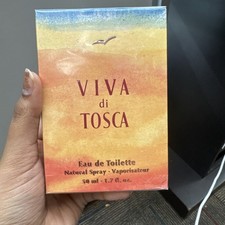 VIVA
di
TOSCA
Eau de Toilette
Natural Spray - Vaporisateur
50 ml - 1.7 fl. oz.